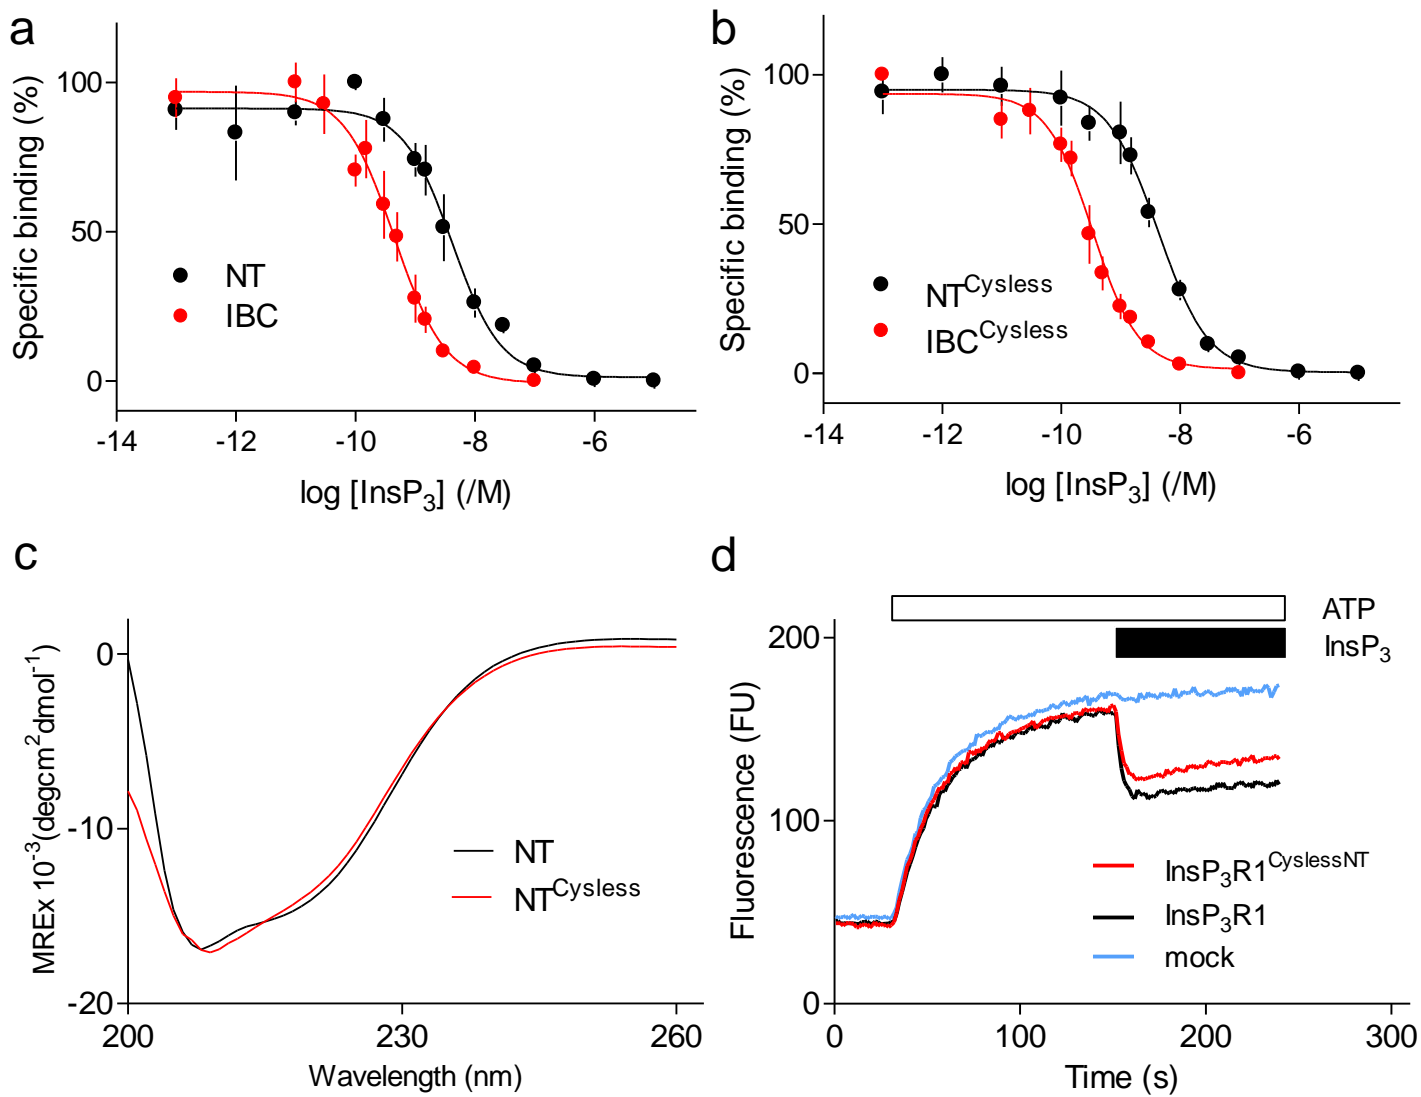 a
Specific binding (%)
100
50
0
NT
IBC
-14 -12 -10 -8 -6
log [InsP3] (/M)
b
Specific binding (%)
100
50
0
NTCysless
IBCCysless
-14 -12 -10 -8 -6
log [InsP3] (/M)
c
MREx 10-3(degcm2dmol-1)
0
-10
-20
NT
NTCysless
200 230 260
Wavelength (nm)
d
ATP
InsP3
Fluorescence (FU)
200
100
0
InsP3R1CyslessNT
InsP3R1
mock
0 100 200 300
Time (s)